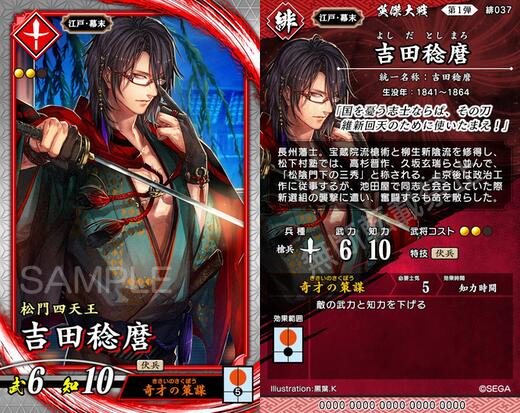 江戸・幕末
SAMPLE
松門四天王
吉田稔麿
伏兵
武6 知10
きさいのさくぼう
奇才の策謀
5
緋
江戸・幕末
英傑大戦
第1弾
緋037
よしだ としまろ
吉田稔麿
統一名称:吉田稔麿
生没年:1841~1864
『国を憂う志士ならば、その刀
維新回天のために使いたまえ!』
長州藩士。宝蔵院流槍術と柳生新陰流を修得し、
松下村塾では、高杉晋作、久坂玄瑞らと並んで、
「松陰門下の三秀」と称される。上京後は政治工
作に従事するが、池田屋で同志と会合していた際
新選組の襲撃に遭い、奮闘するも命を散らした。
兵種 武力 知力 武将コスト
槍兵 6 10 特技 伏兵
きさいのさくぼう 必要士気 効果時間
奇才の策謀 5 知力時間
敵の武力と知力を下げる
効果範囲
Illustration:黒葉.K
©SEGA
0000-0000-0000-0000-0000